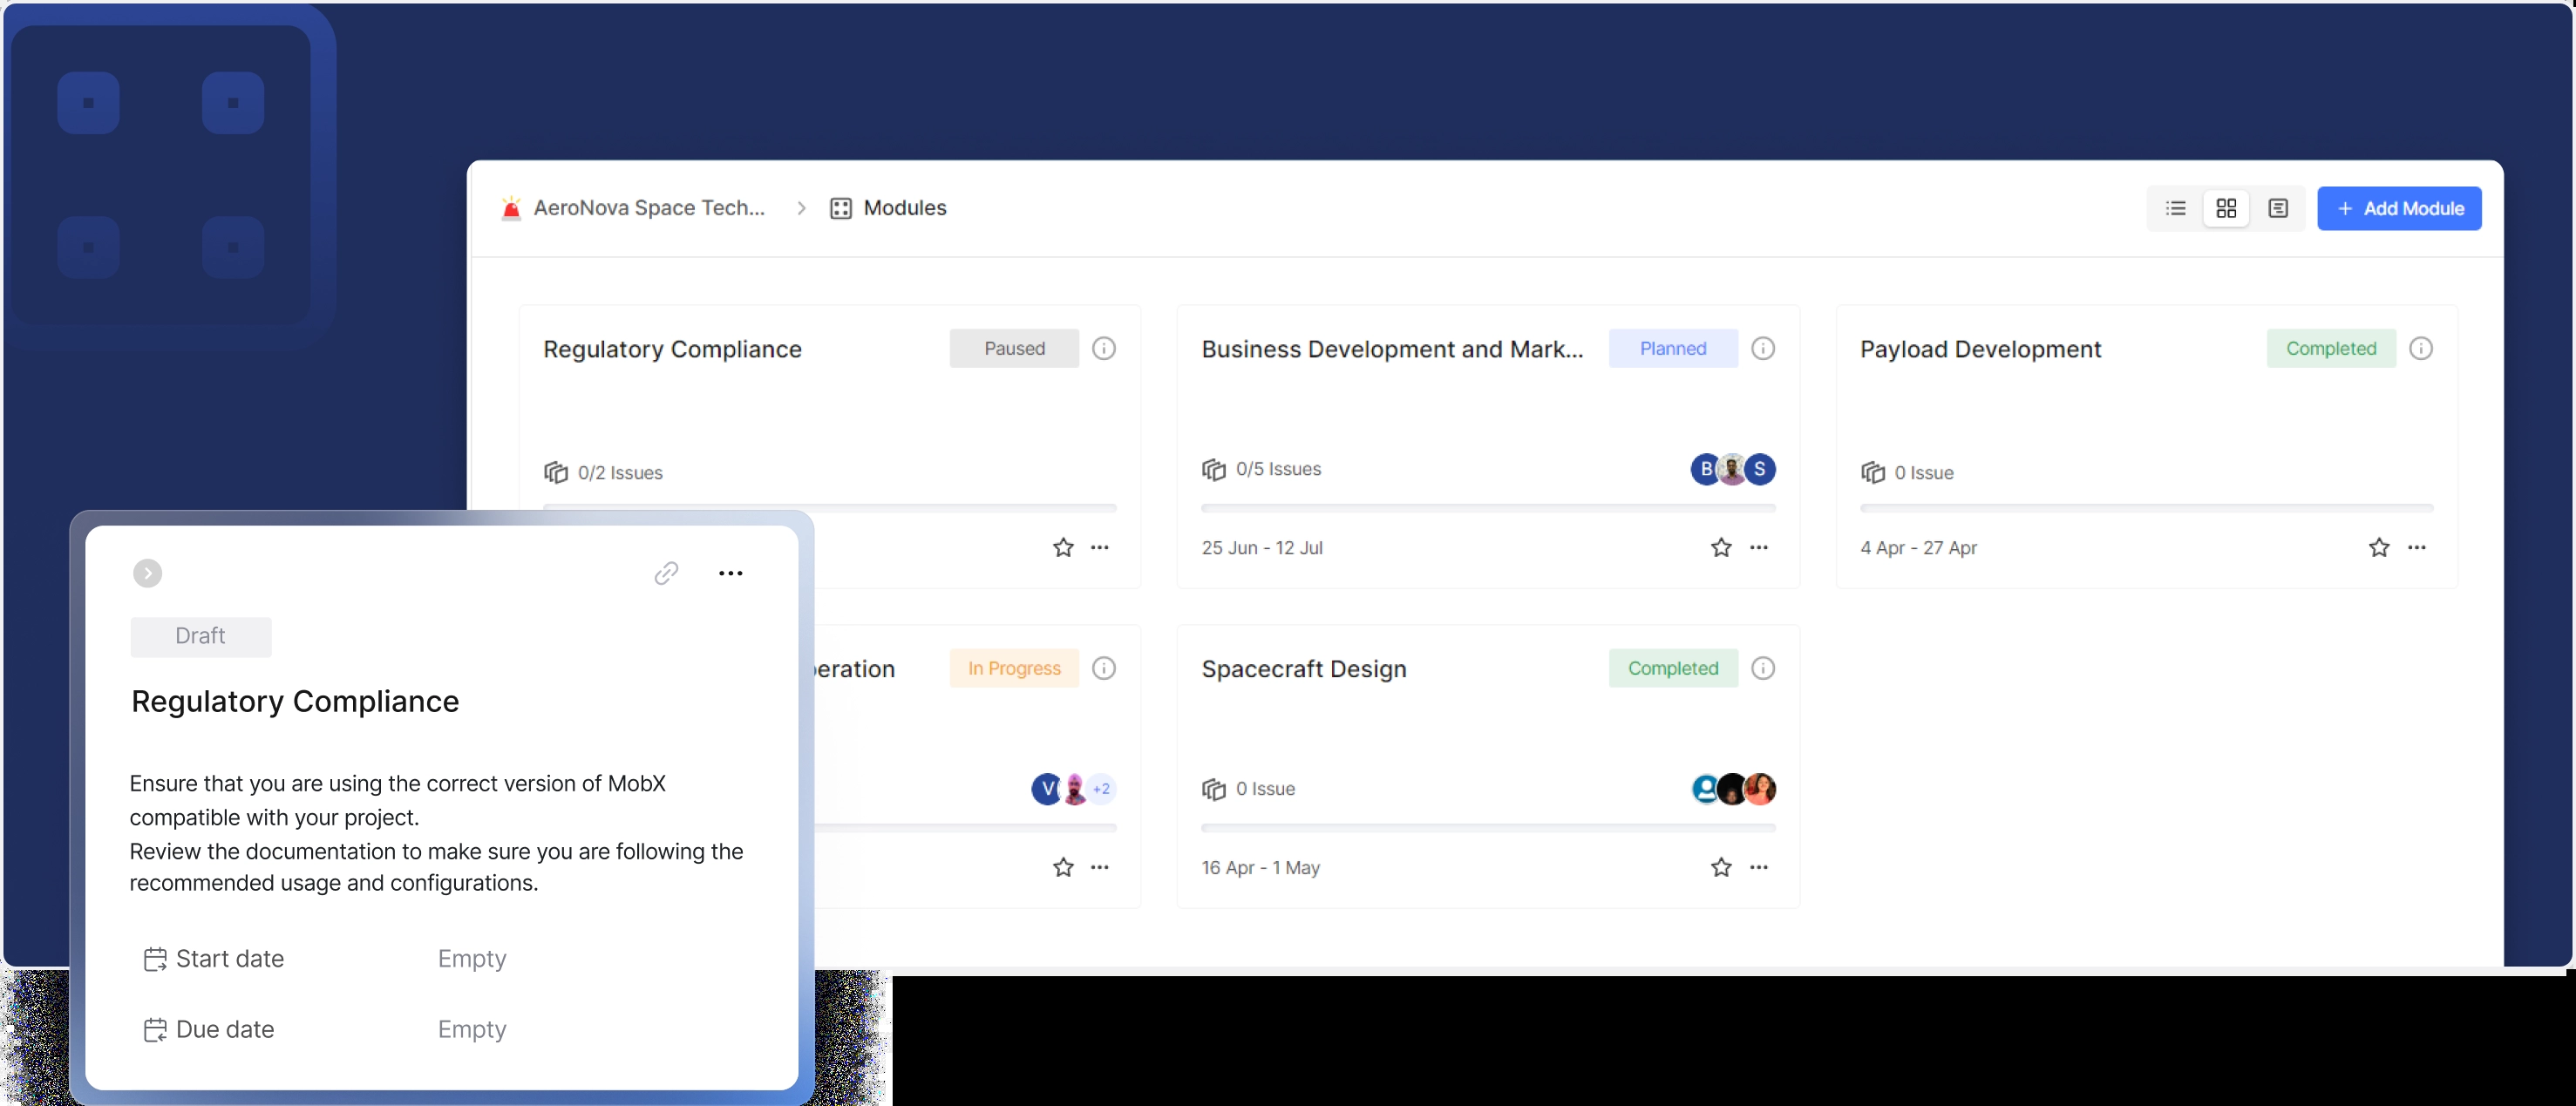 AeroNova Space Tech...
Modules
Add Module
Regulatory Compliance
Paused
0/2 Issues
Business Development and Mark...
Planned
0/5 Issues
B
S
25 Jun - 12 Jul
Payload Development
Completed
0 Issue
4 Apr - 27 Apr
eration
In Progress
V
+2
Spacecraft Design
Completed
0 Issue
16 Apr - 1 May
Draft
Regulatory Compliance
Ensure that you are using the correct version of MobX
compatible with your project.
Review the documentation to make sure you are following the
recommended usage and configurations.
Start date
Empty
Due date
Empty